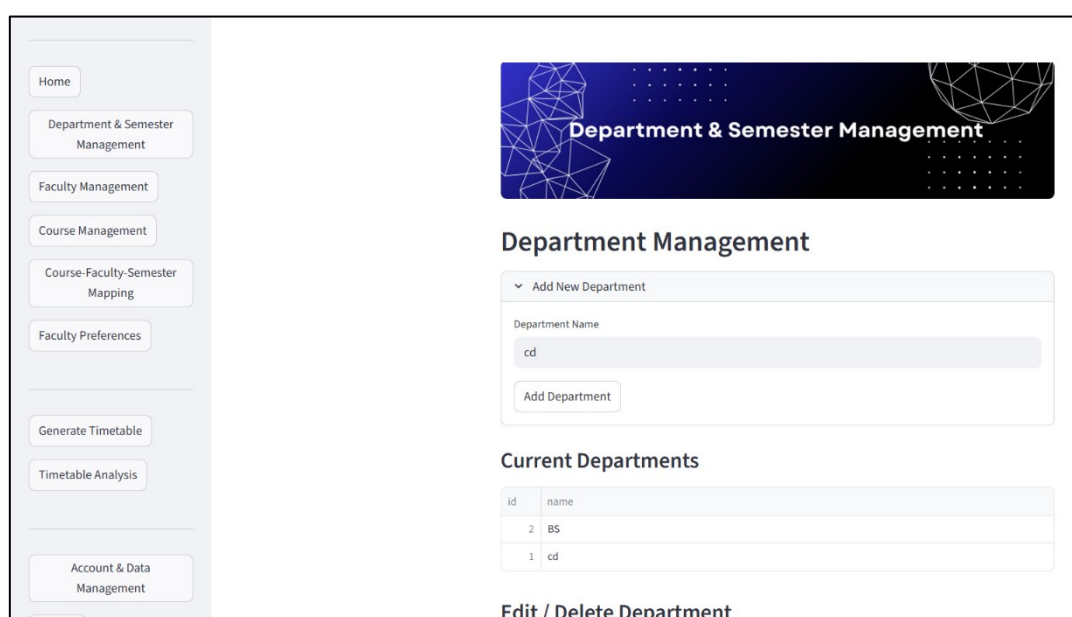 Home
Department & Semester
Management
Faculty Management
Course Management
Course-Faculty-Semester
Mapping
Faculty Preferences
Generate Timetable
Timetable Analysis
Account & Data
Management
Department & Semester Management
Department Management
Add New Department
Department Name
cd
Add Department
Current Departments
id name
2 BS
1 cd
Edit / Delete Department